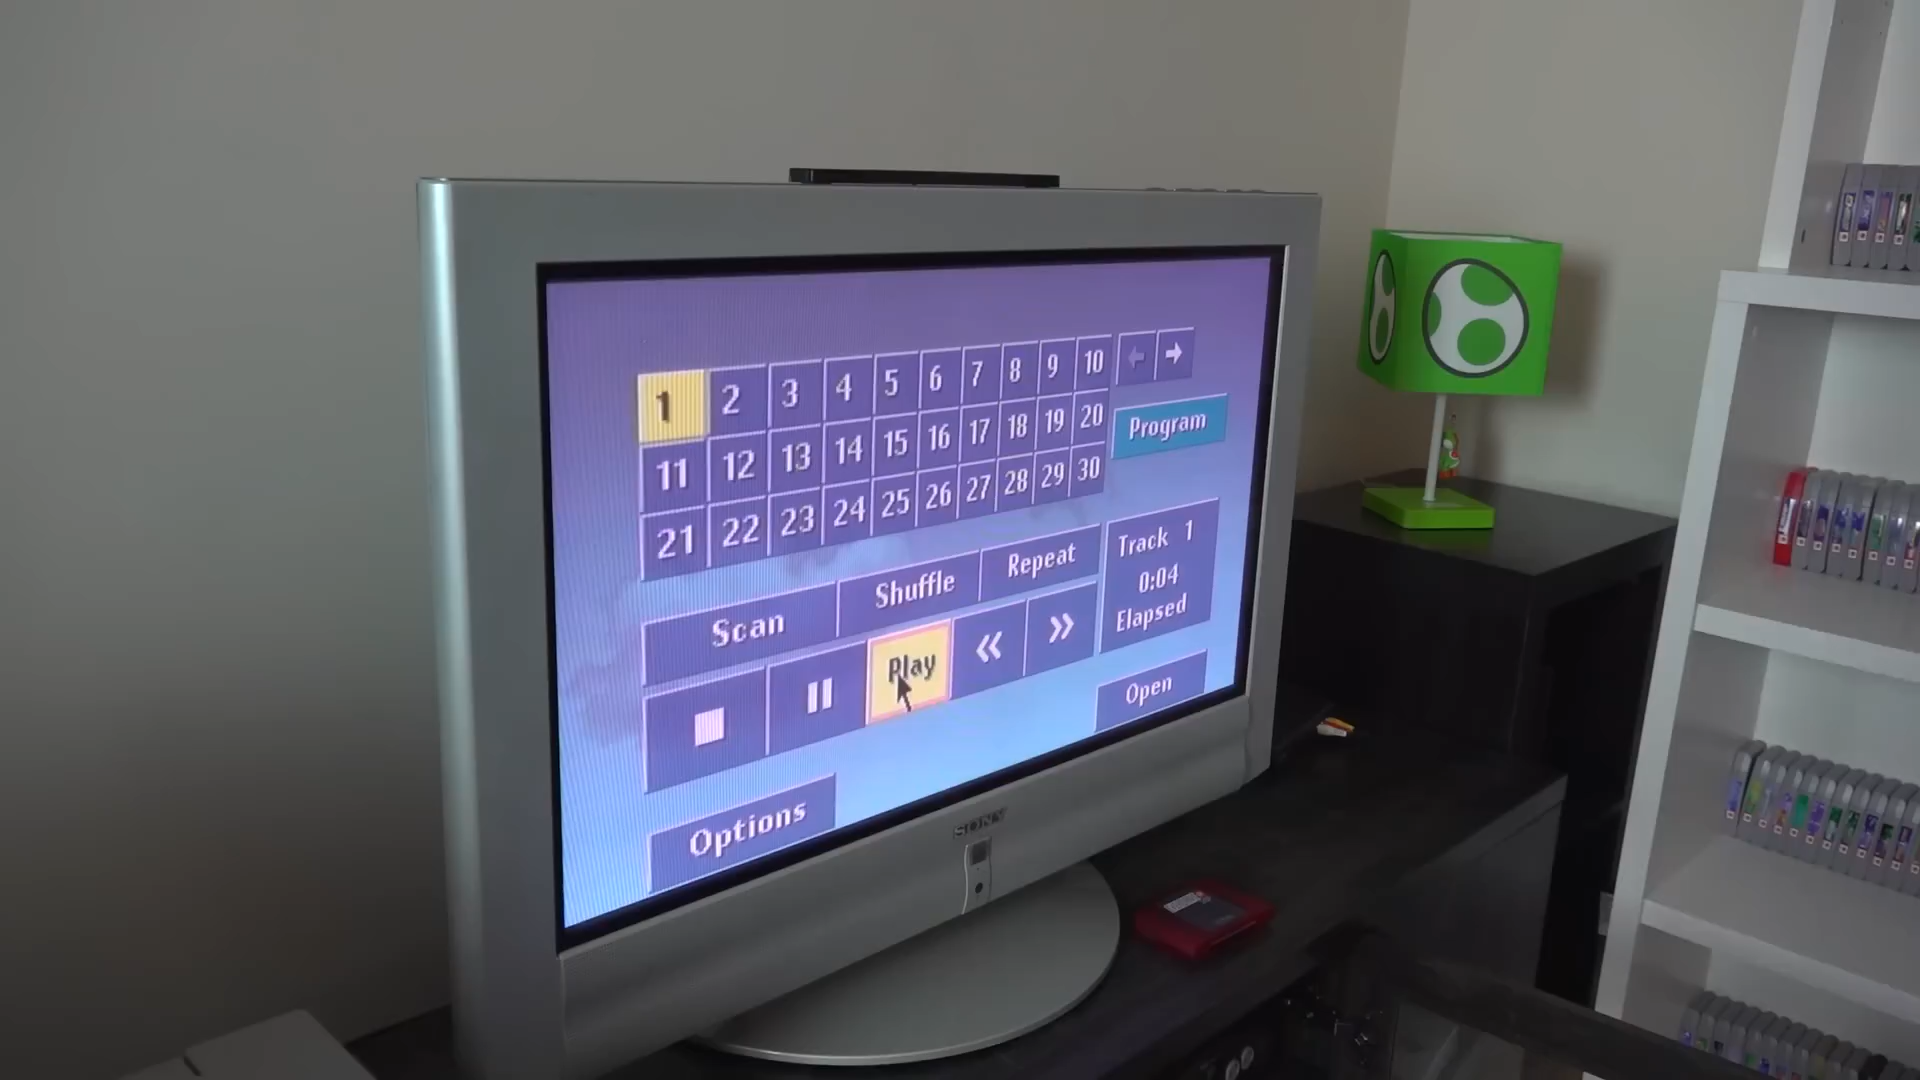 1 2 3 4 5 6 7 8 9 10
11 12 13 14 15 16 17 18 19 20
21 22 23 24 25 26 27 28 29 30
Program
Scan Shuffle Repeat
Track 1
0:04
Elapsed
Play
Open
Options
SONY